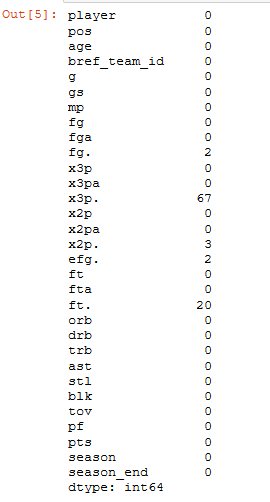 Out[5]: player 0
pos 0
age 0
bref_team_id 0
g 0
gs 0
mp 0
fg 0
fga 0
fg. 2
x3p 0
x3pa 0
x3p. 67
x2p 0
x2pa 0
x2p. 3
efg. 2
ft 0
fta 0
ft. 20
orb 0
drb 0
trb 0
ast 0
stl 0
blk 0
tov 0
pf 0
pts 0
season 0
season_end 0
dtype: int64